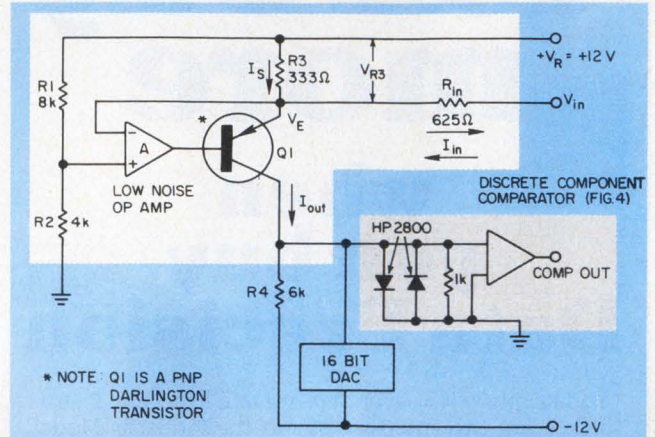 +V_R = +12 V
R1
8k
I_S
R3
333Ω
V_R3
R_in
625Ω
V_in
I_in
*
V_E
Q1
A
−
+
LOW NOISE
OP AMP
R2
4k
I_out
DISCRETE COMPONENT
COMPARATOR (FIG.4)
HP 2800
1k
−
+
COMP OUT
R4
6k
16 BIT
DAC
* NOTE: Q1 IS A PNP
DARLINGTON
TRANSISTOR
-12V